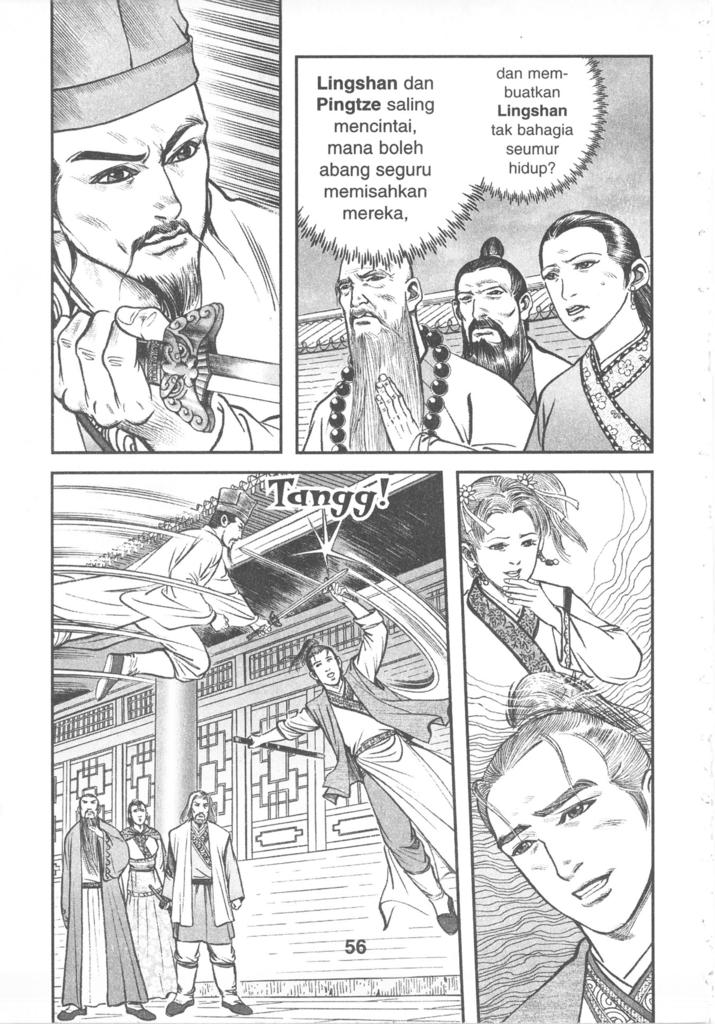 Lingshan dan
Pingtze saling
mencintai,
mana boleh
abang seguru
memisahkan
mereka,
dan mem-
buatkan
Lingshan
tak bahagia
seumur
hidup?
Tangg!
56